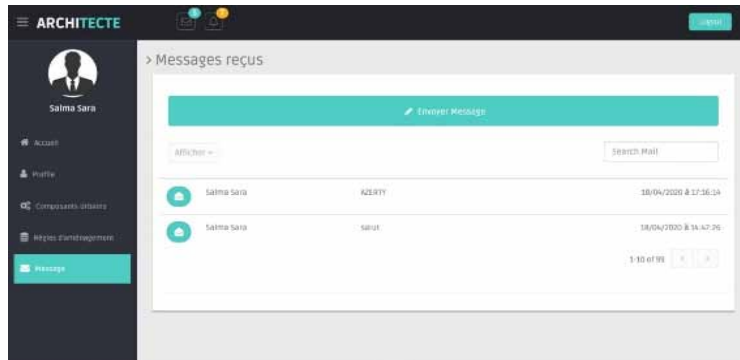 ARCHITECTE
Logout
Salma Sara
Accueil
Profile
Composants Urbains
Règles d'aménagement
Message
> Messages reçus
Envoyer Message
Afficher
Search Mail
Salma Sara AZERTY 18/04/2020 à 17:16:14
Salma Sara salut 18/04/2020 à 14:47:26
1-10 of 99